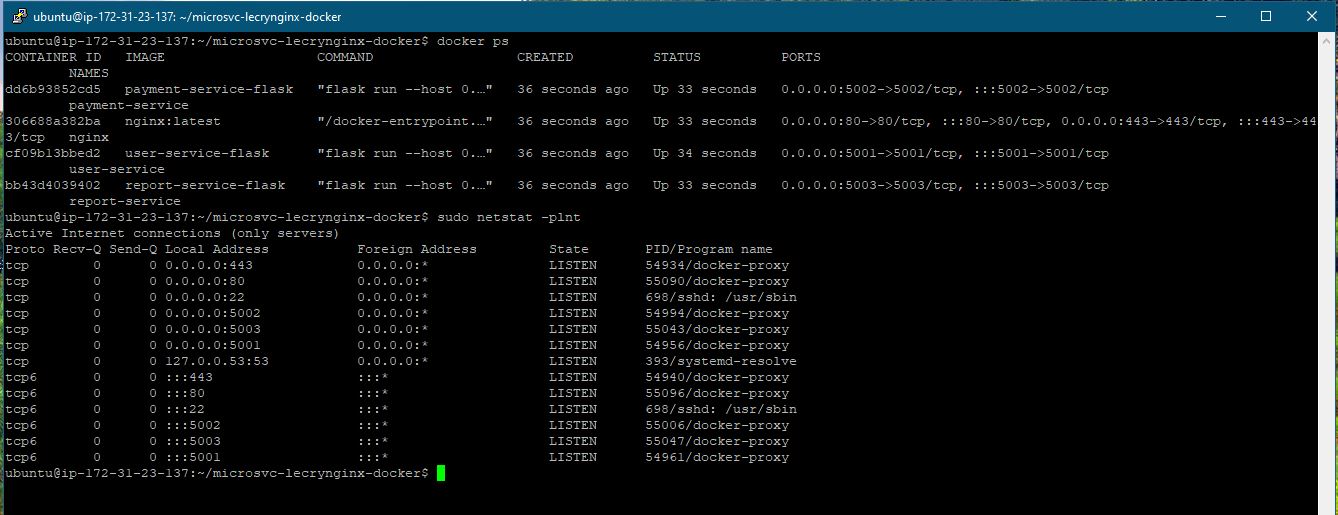 ubuntu@ip-172-31-23-137: ~/microsvc-lecrynginx-docker
ubuntu@ip-172-31-23-137:~/microsvc-lecrynginx-docker$ docker ps
CONTAINER ID   IMAGE                   COMMAND                  CREATED          STATUS          PORTS
        NAMES
dd6b93852cd5   payment-service-flask   "flask run --host 0.…"   36 seconds ago   Up 33 seconds   0.0.0.0:5002->5002/tcp, :::5002->5002/tcp
        payment-service
306688a382ba   nginx:latest            "/docker-entrypoint.…"   36 seconds ago   Up 33 seconds   0.0.0.0:80->80/tcp, :::80->80/tcp, 0.0.0.0:443->443/tcp, :::443->44
3/tcp   nginx
cf09b13bbed2   user-service-flask      "flask run --host 0.…"   36 seconds ago   Up 34 seconds   0.0.0.0:5001->5001/tcp, :::5001->5001/tcp
        user-service
bb43d4039402   report-service-flask    "flask run --host 0.…"   36 seconds ago   Up 33 seconds   0.0.0.0:5003->5003/tcp, :::5003->5003/tcp
        report-service
ubuntu@ip-172-31-23-137:~/microsvc-lecrynginx-docker$ sudo netstat -plnt
Active Internet connections (only servers)
Proto Recv-Q Send-Q Local Address           Foreign Address         State       PID/Program name
tcp        0      0 0.0.0.0:443             0.0.0.0:*               LISTEN      54934/docker-proxy
tcp        0      0 0.0.0.0:80              0.0.0.0:*               LISTEN      55090/docker-proxy
tcp        0      0 0.0.0.0:22              0.0.0.0:*               LISTEN      698/sshd: /usr/sbin
tcp        0      0 0.0.0.0:5002            0.0.0.0:*               LISTEN      54994/docker-proxy
tcp        0      0 0.0.0.0:5003            0.0.0.0:*               LISTEN      55043/docker-proxy
tcp        0      0 0.0.0.0:5001            0.0.0.0:*               LISTEN      54956/docker-proxy
tcp        0      0 127.0.0.53:53           0.0.0.0:*               LISTEN      393/systemd-resolve
tcp6       0      0 :::443                  :::*                    LISTEN      54940/docker-proxy
tcp6       0      0 :::80                   :::*                    LISTEN      55096/docker-proxy
tcp6       0      0 :::22                   :::*                    LISTEN      698/sshd: /usr/sbin
tcp6       0      0 :::5002                 :::*                    LISTEN      55006/docker-proxy
tcp6       0      0 :::5003                 :::*                    LISTEN      55047/docker-proxy
tcp6       0      0 :::5001                 :::*                    LISTEN      54961/docker-proxy
ubuntu@ip-172-31-23-137:~/microsvc-lecrynginx-docker$